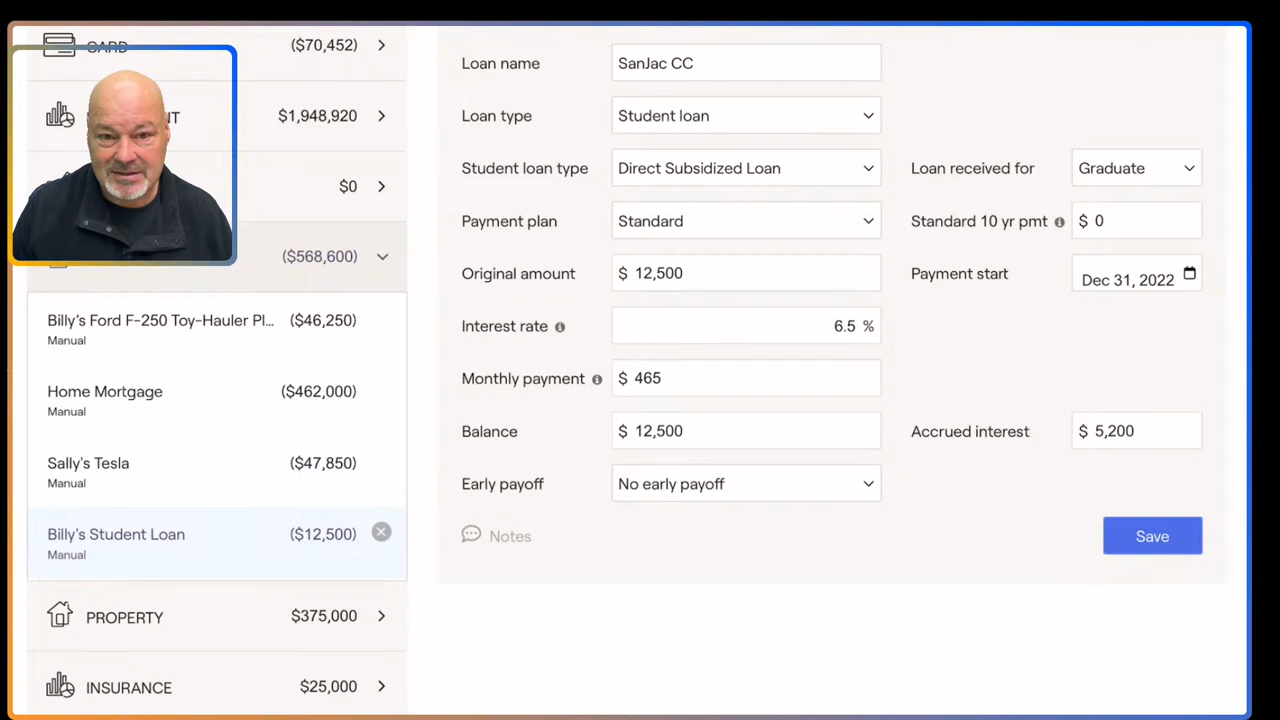 CARD ($70,452)
NT $1,948,920
$0
($568,600)
Billy's Ford F-250 Toy-Hauler Pl... ($46,250)
Manual
Home Mortgage ($462,000)
Manual
Sally's Tesla ($47,850)
Manual
Billy's Student Loan ($12,500)
Manual
PROPERTY $375,000
INSURANCE $25,000
Loan name SanJac CC
Loan type Student loan
Student loan type Direct Subsidized Loan Loan received for Graduate
Payment plan Standard Standard 10 yr pmt $ 0
Original amount $ 12,500 Payment start Dec 31, 2022
Interest rate 6.5 %
Monthly payment $ 465
Balance $ 12,500 Accrued interest $ 5,200
Early payoff No early payoff
Notes Save